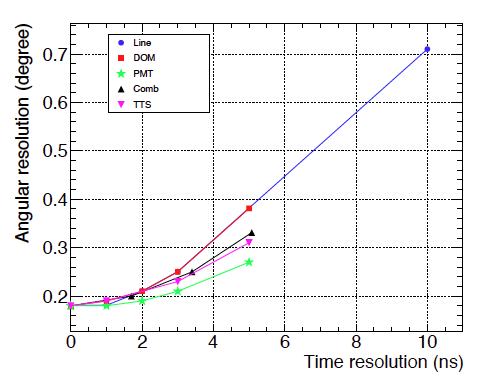 Angular resolution (degree)
0.7
0.6
0.5
0.4
0.3
0.2
Line
DOM
PMT
Comb
TTS
0 2 4 6 8 10
Time resolution (ns)